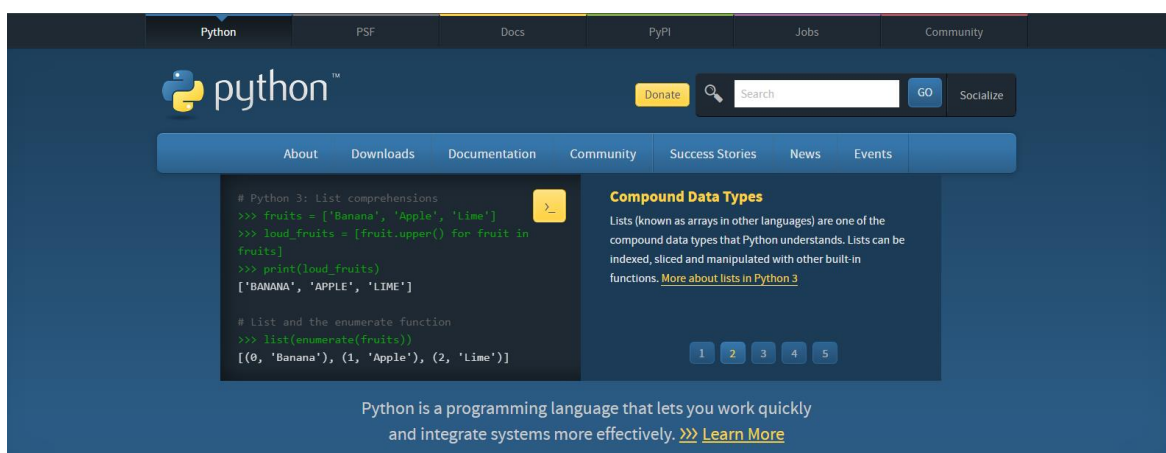 Python PSF Docs PyPI Jobs Community
python™
Donate Search GO Socialize
About Downloads Documentation Community Success Stories News Events
# Python 3: List comprehensions
>>> fruits = ['Banana', 'Apple', 'Lime']
>>> loud_fruits = [fruit.upper() for fruit in
fruits]
>>> print(loud_fruits)
['BANANA', 'APPLE', 'LIME']
# List and the enumerate function
>>> list(enumerate(fruits))
[(0, 'Banana'), (1, 'Apple'), (2, 'Lime')]
>_
Compound Data Types
Lists (known as arrays in other languages) are one of the
compound data types that Python understands. Lists can be
indexed, sliced and manipulated with other built-in
functions. More about lists in Python 3
1 2 3 4 5
Python is a programming language that lets you work quickly
and integrate systems more effectively. >>> Learn More